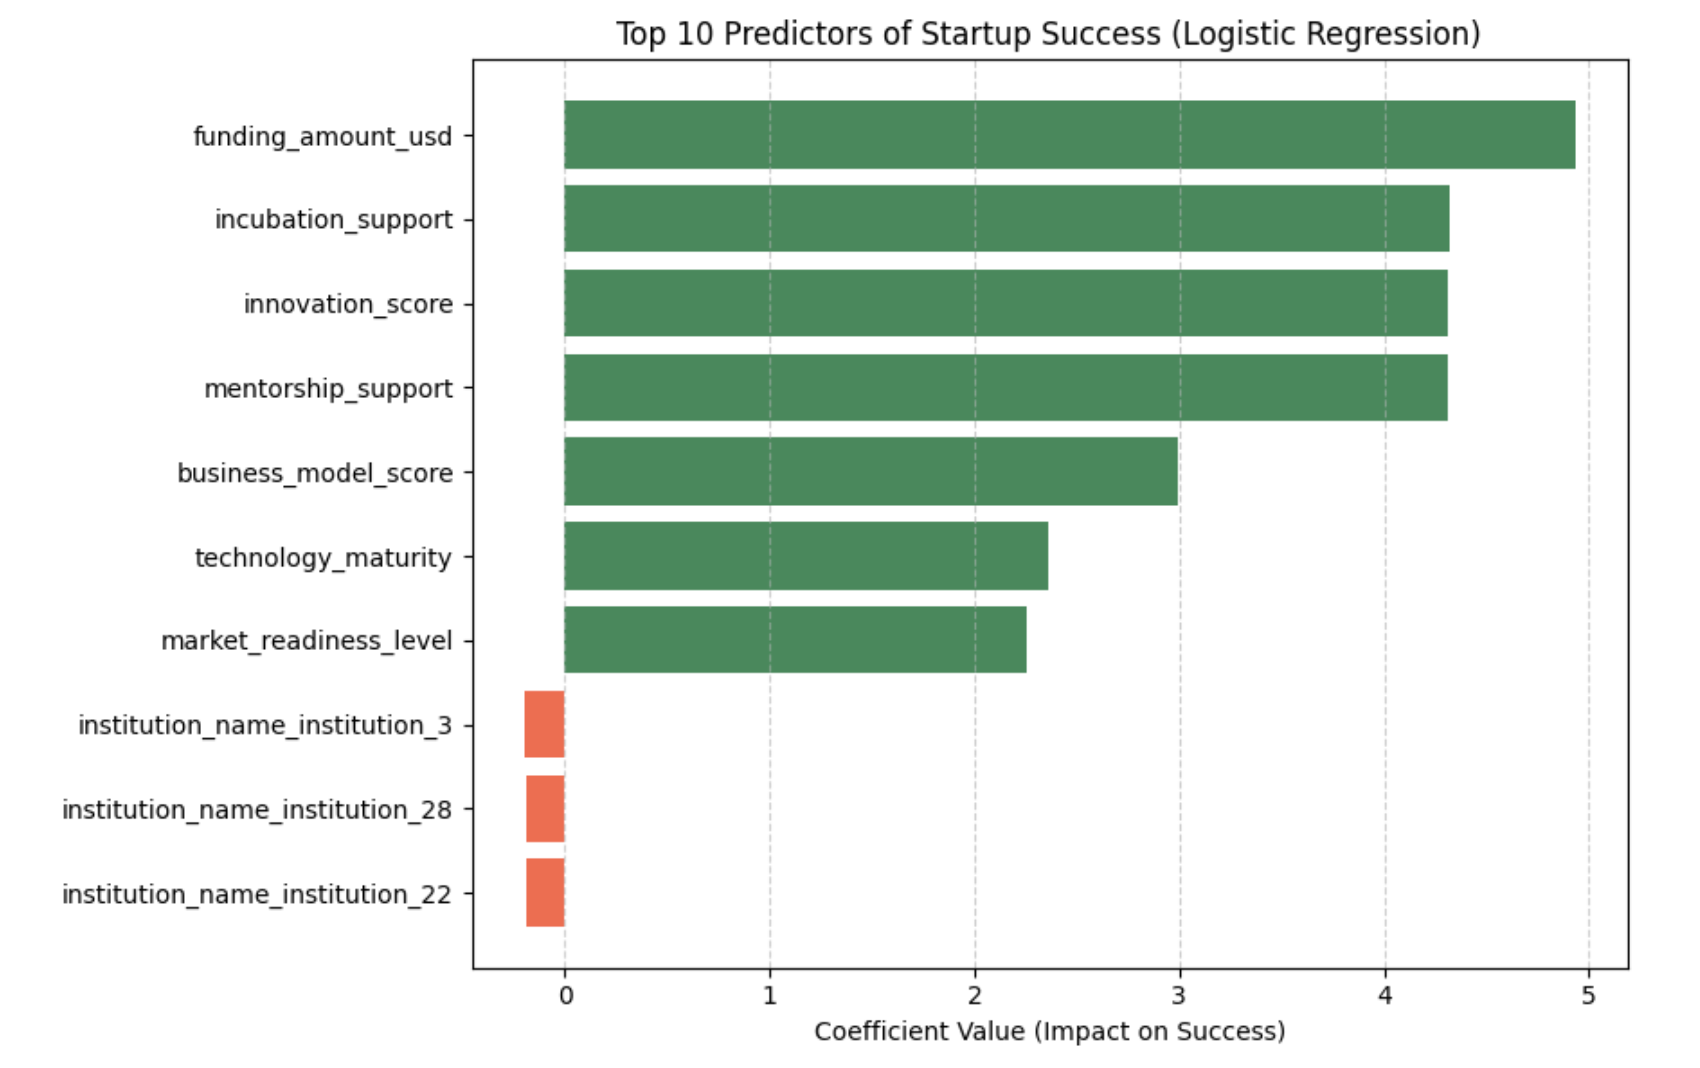 Top 10 Predictors of Startup Success (Logistic Regression)
funding_amount_usd
incubation_support
innovation_score
mentorship_support
business_model_score
technology_maturity
market_readiness_level
institution_name_institution_3
institution_name_institution_28
institution_name_institution_22
0 1 2 3 4 5
Coefficient Value (Impact on Success)